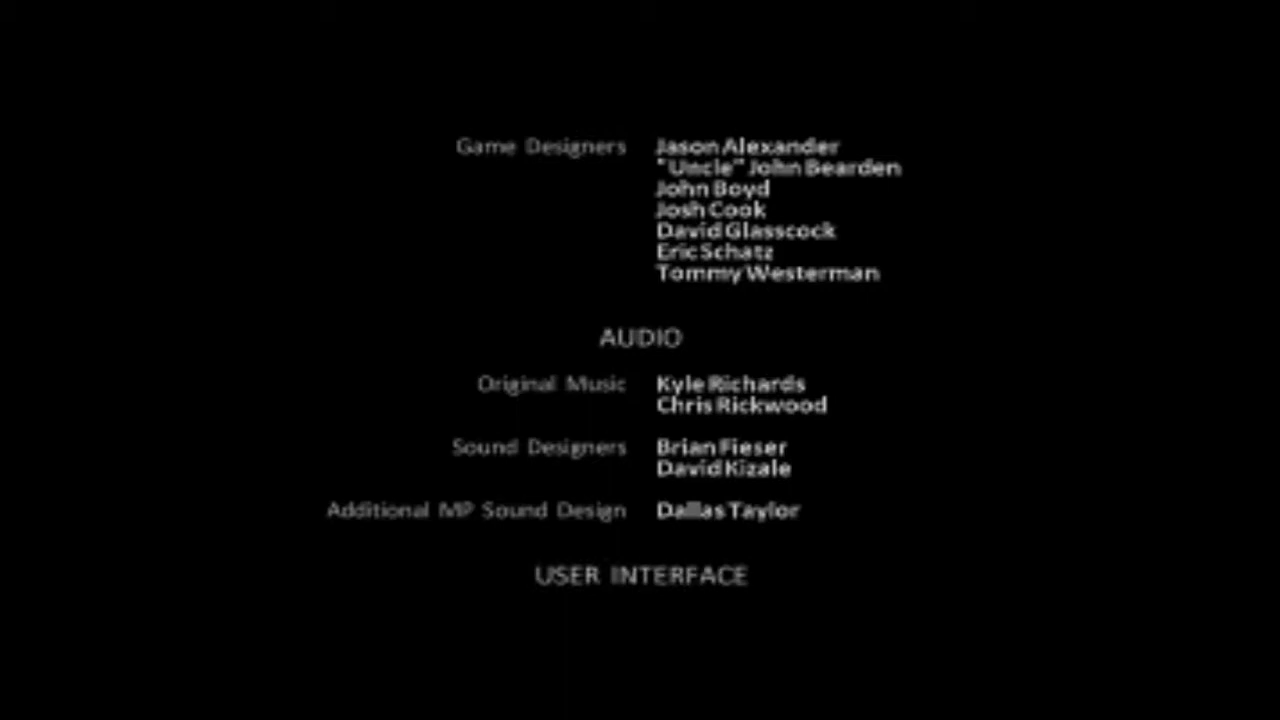 Game Designers Jason Alexander
"Uncle" John Bearden
John Boyd
Josh Cook
David Glasscock
Eric Schatz
Tommy Westerman
AUDIO
Original Music Kyle Richards
Chris Rickwood
Sound Designers Brian Fieser
David Kizale
Additional MP Sound Design Dallas Taylor
USER INTERFACE